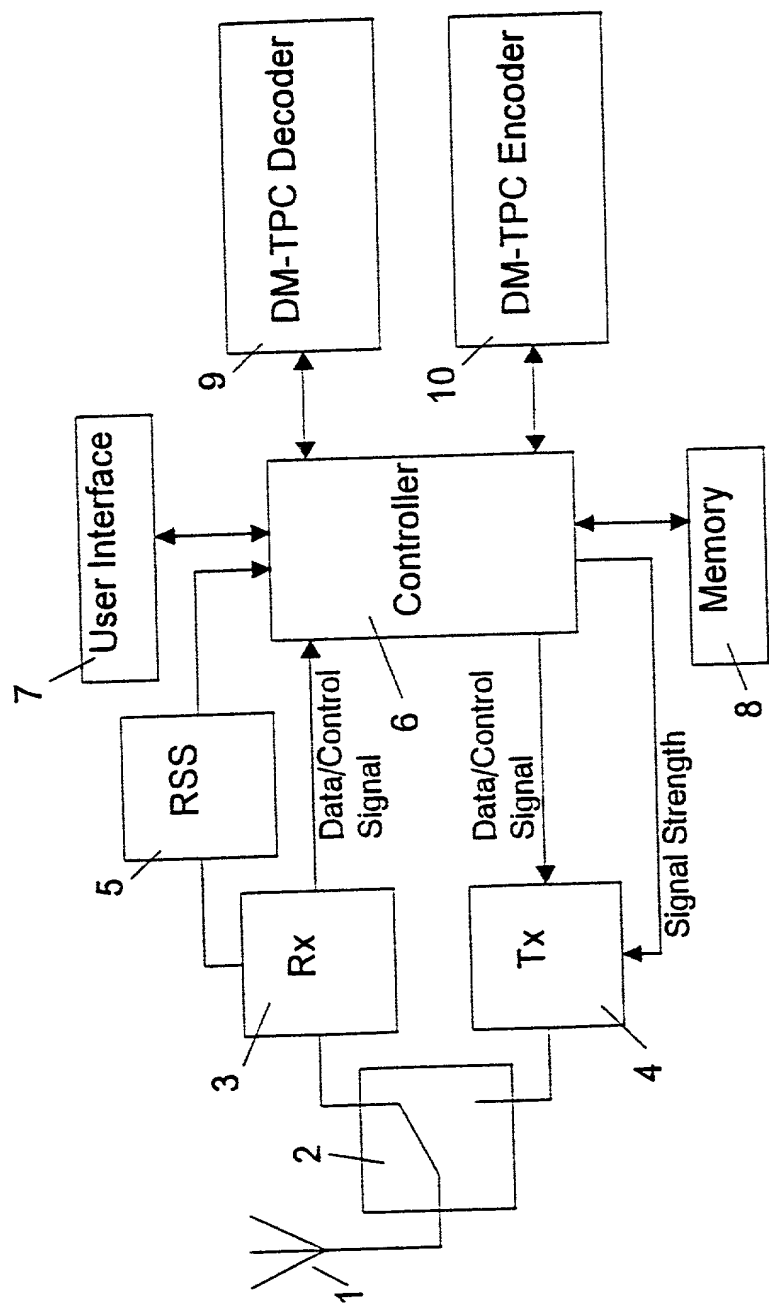 7
User Interface
5
RSS
9
DM-TPC Decoder
3
Rx
Data/Control
Signal
6
Controller
10
DM-TPC Encoder
2
1
Tx
4
Data/Control
Signal
Signal Strength
Memory
8